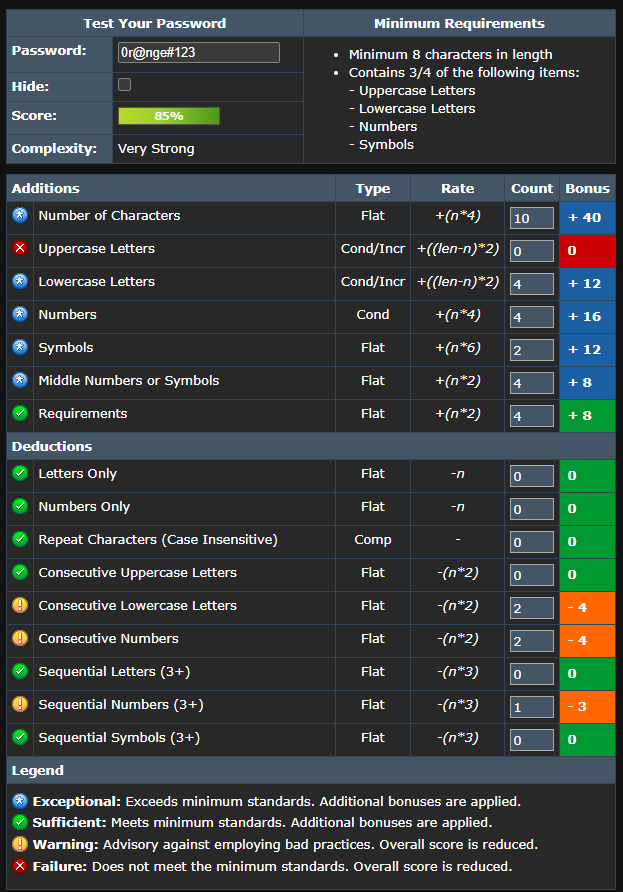 Test Your Password
Minimum Requirements
Password: 0r@nge#123
Hide:
Score: 85%
Complexity: Very Strong
• Minimum 8 characters in length
• Contains 3/4 of the following items:
- Uppercase Letters
- Lowercase Letters
- Numbers
- Symbols
Additions Type Rate Count Bonus
Number of Characters Flat +(n*4) 10 + 40
Uppercase Letters Cond/Incr +((len-n)*2) 0 0
Lowercase Letters Cond/Incr +((len-n)*2) 4 + 12
Numbers Cond +(n*4) 4 + 16
Symbols Flat +(n*6) 2 + 12
Middle Numbers or Symbols Flat +(n*2) 4 + 8
Requirements Flat +(n*2) 4 + 8
Deductions
Letters Only Flat -n 0 0
Numbers Only Flat -n 0 0
Repeat Characters (Case Insensitive) Comp - 0 0
Consecutive Uppercase Letters Flat -(n*2) 0 0
Consecutive Lowercase Letters Flat -(n*2) 2 - 4
Consecutive Numbers Flat -(n*2) 2 - 4
Sequential Letters (3+) Flat -(n*3) 0 0
Sequential Numbers (3+) Flat -(n*3) 1 - 3
Sequential Symbols (3+) Flat -(n*3) 0 0
Legend
Exceptional: Exceeds minimum standards. Additional bonuses are applied.
Sufficient: Meets minimum standards. Additional bonuses are applied.
Warning: Advisory against employing bad practices. Overall score is reduced.
Failure: Does not meet the minimum standards. Overall score is reduced.